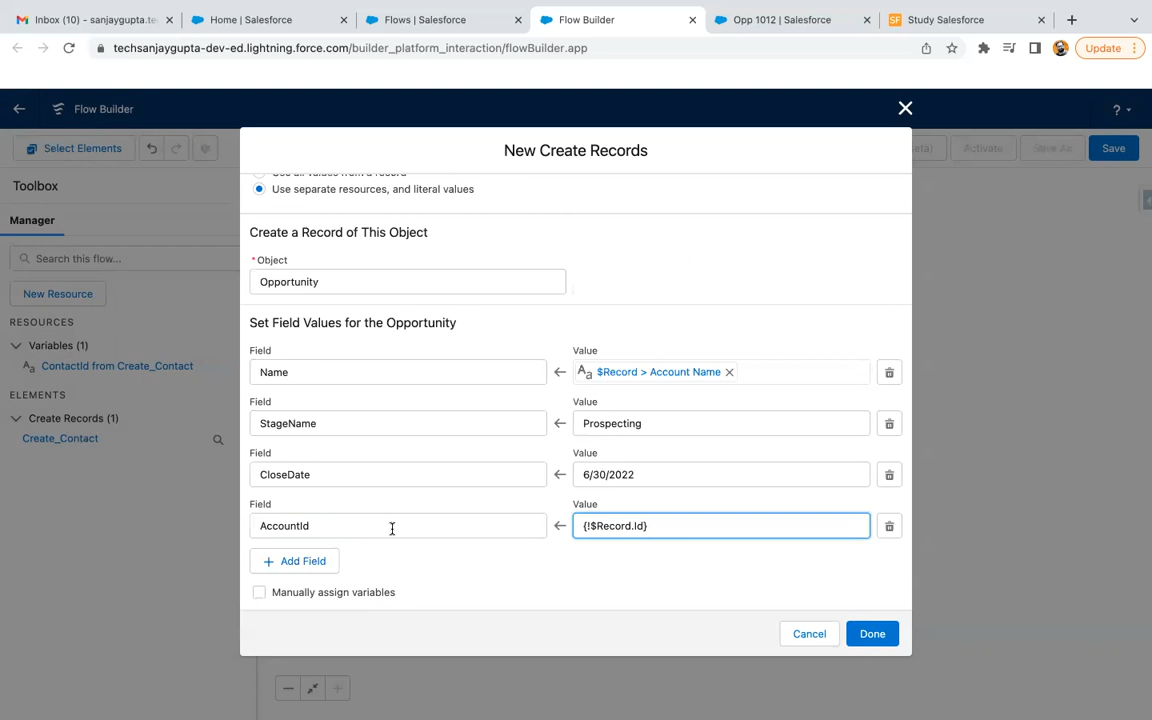 Inbox (10) - sanjaygupta.te
Home | Salesforce
Flows | Salesforce
Flow Builder
Opp 1012 | Salesforce
SF Study Salesforce
techsanjaygupta-dev-ed.lightning.force.com/builder_platform_interaction/flowBuilder.app
Update
Flow Builder
?
Select Elements
Activate
Save As
Save
Toolbox
Manager
Search this flow...
New Resource
RESOURCES
Variables (1)
Aa ContactId from Create_Contact
ELEMENTS
Create Records (1)
Create_Contact
New Create Records
Use all values from a record
Use separate resources, and literal values
Create a Record of This Object
* Object
Opportunity
Set Field Values for the Opportunity
Field Value
Name Aa $Record > Account Name
Field Value
StageName Prospecting
Field Value
CloseDate 6/30/2022
Field Value
AccountId {!$Record.Id}
Add Field
Manually assign variables
Cancel Done